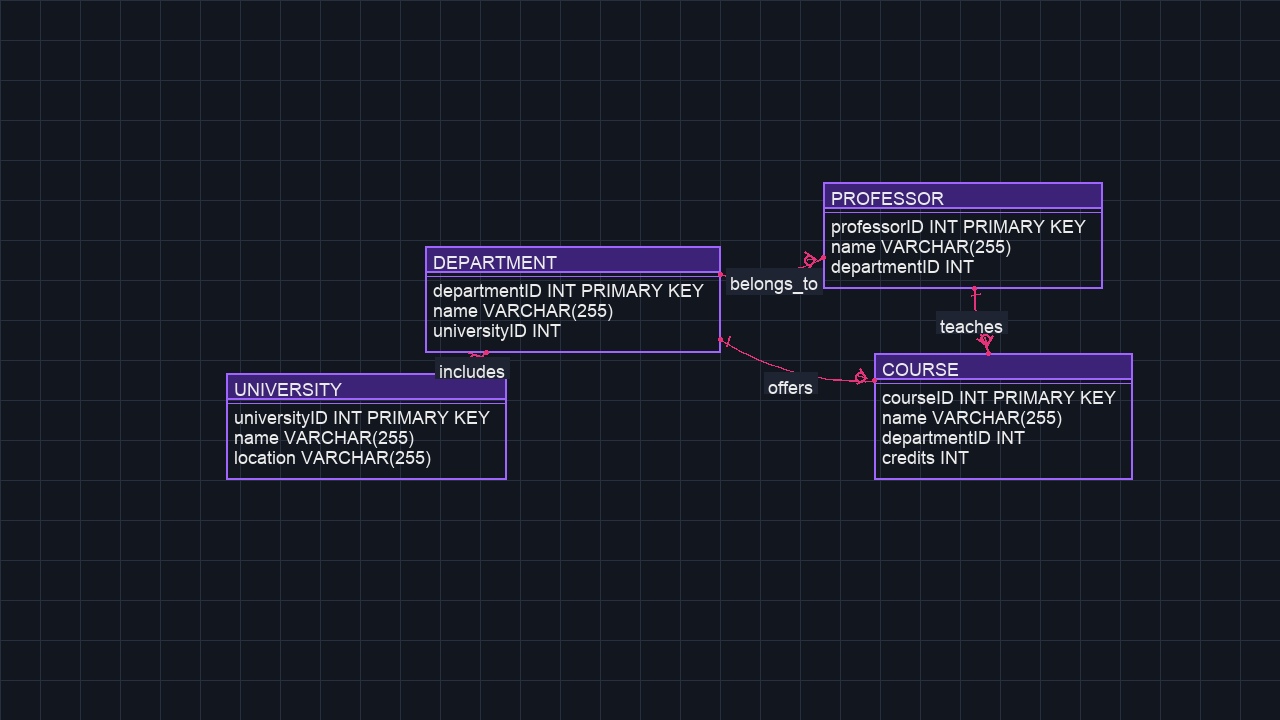 PROFESSOR
professorID INT PRIMARY KEY
name VARCHAR(255)
departmentID INT
DEPARTMENT
departmentID INT PRIMARY KEY
name VARCHAR(255)
universityID INT
belongs_to
teaches
includes
offers
UNIVERSITY
universityID INT PRIMARY KEY
name VARCHAR(255)
location VARCHAR(255)
COURSE
courseID INT PRIMARY KEY
name VARCHAR(255)
departmentID INT
credits INT